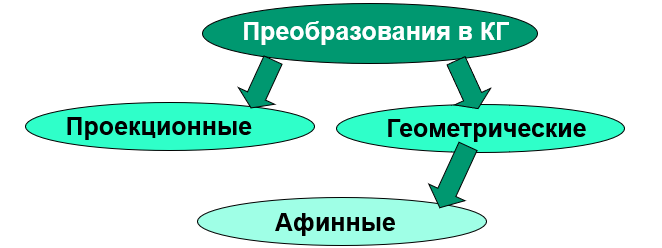 Преобразования в КГ
Проекционные
Геометрические
Афинные